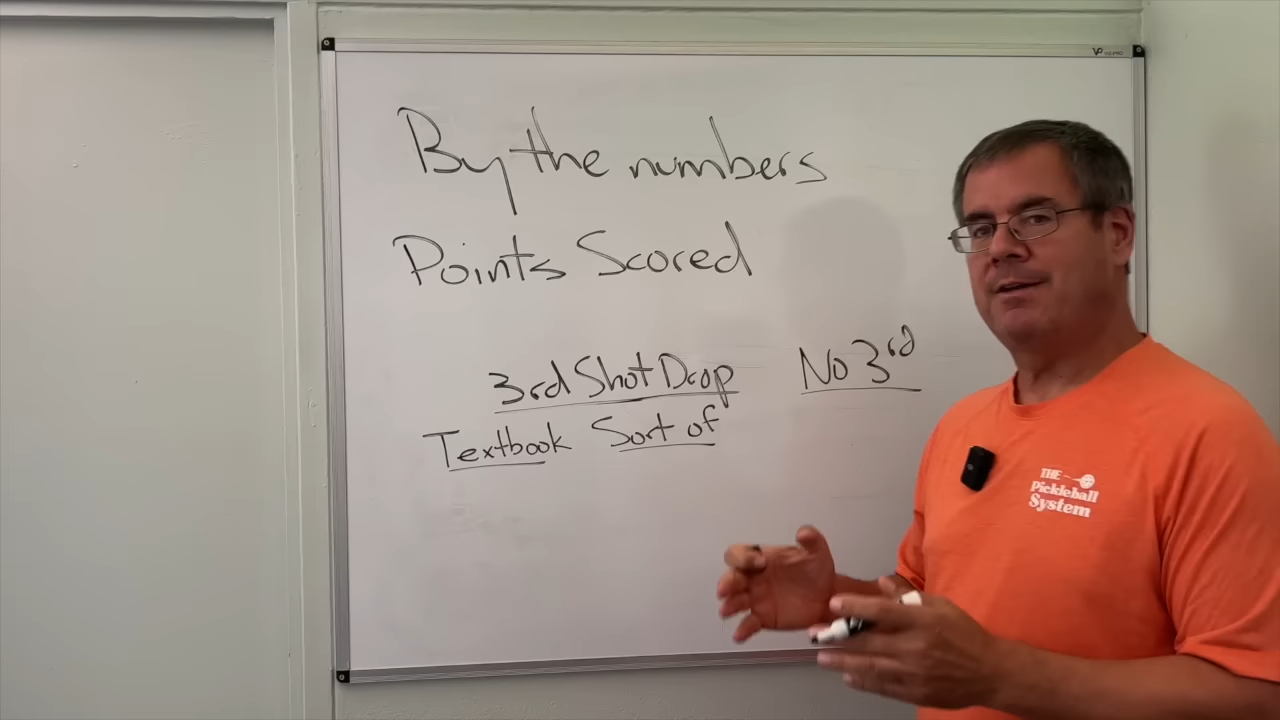 By the numbers
Points Scored
3rd Shot Drop No 3rd
Textbook Sort of
THE
Pickleball
System